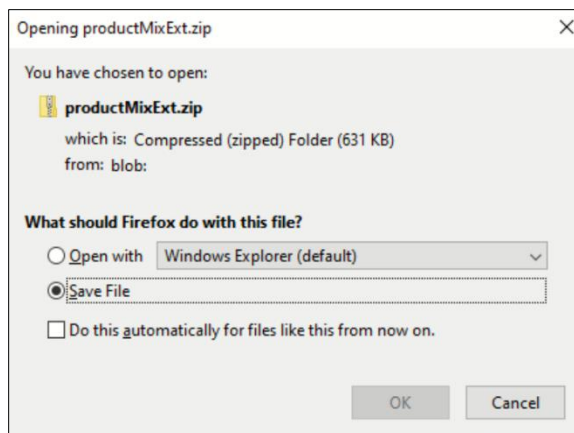 Opening productMixExt.zip
You have chosen to open:
productMixExt.zip
which is: Compressed (zipped) Folder (631 KB)
from: blob:
What should Firefox do with this file?
Open with Windows Explorer (default)
Save File
Do this automatically for files like this from now on.
OK Cancel